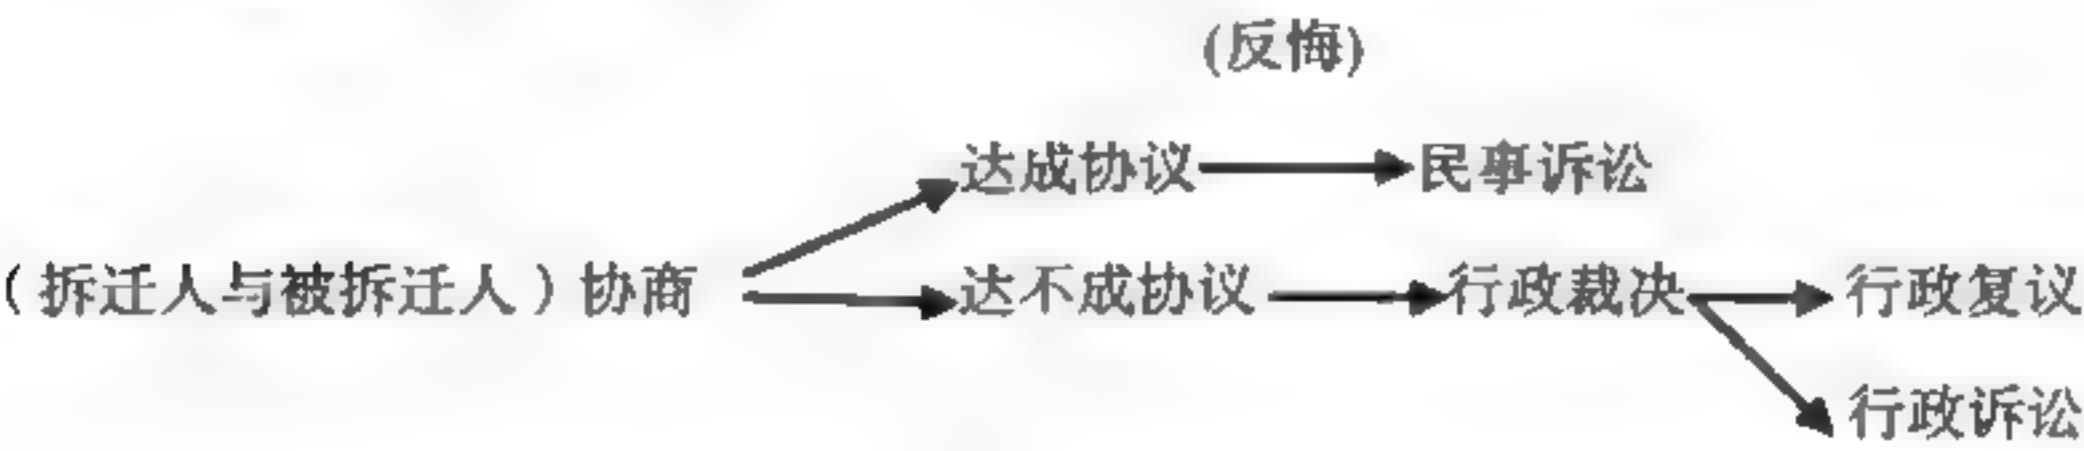 (反悔)
达成协议 民事诉讼
(拆迁人与被拆迁人)协商 达不成协议 行政裁决 行政复议
行政诉讼